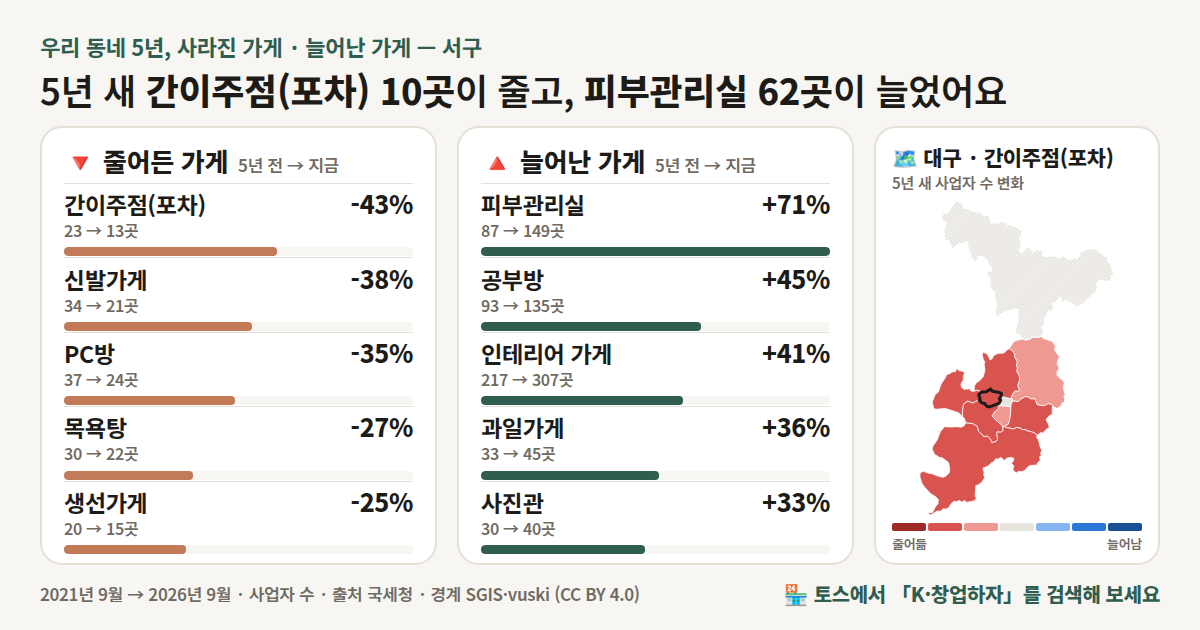 우리 동네 5년, 사라진 가게 · 늘어난 가게 — 서구
5년 새 간이주점(포차) 10곳이 줄고, 피부관리실 62곳이 늘었어요
줄어든 가게 5년 전 → 지금
간이주점(포차) -43%
23 → 13곳
신발가게 -38%
34 → 21곳
PC방 -35%
37 → 24곳
목욕탕 -27%
30 → 22곳
생선가게 -25%
20 → 15곳
늘어난 가게 5년 전 → 지금
피부관리실 +71%
87 → 149곳
공부방 +45%
93 → 135곳
인테리어 가게 +41%
217 → 307곳
과일가게 +36%
33 → 45곳
사진관 +33%
30 → 40곳
대구 · 간이주점(포차)
5년 새 사업자 수 변화
줄어듦 늘어남
2021년 9월 → 2026년 9월 · 사업자 수 · 출처 국세청 · 경계 SGIS·vuski (CC BY 4.0)
토스에서 「K·창업하자」를 검색해 보세요